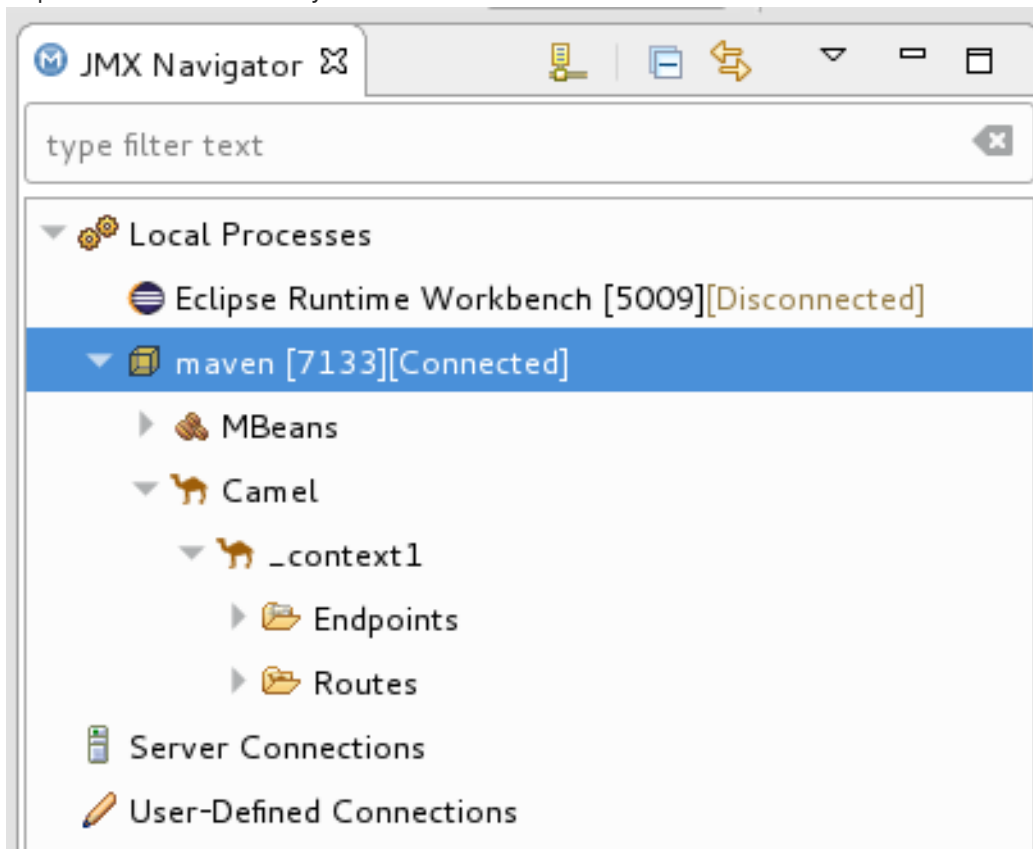 JMX Navigator
type filter text
Local Processes
Eclipse Runtime Workbench [5009][Disconnected]
maven [7133][Connected]
MBeans
Camel
_context1
Endpoints
Routes
Server Connections
User-Defined Connections